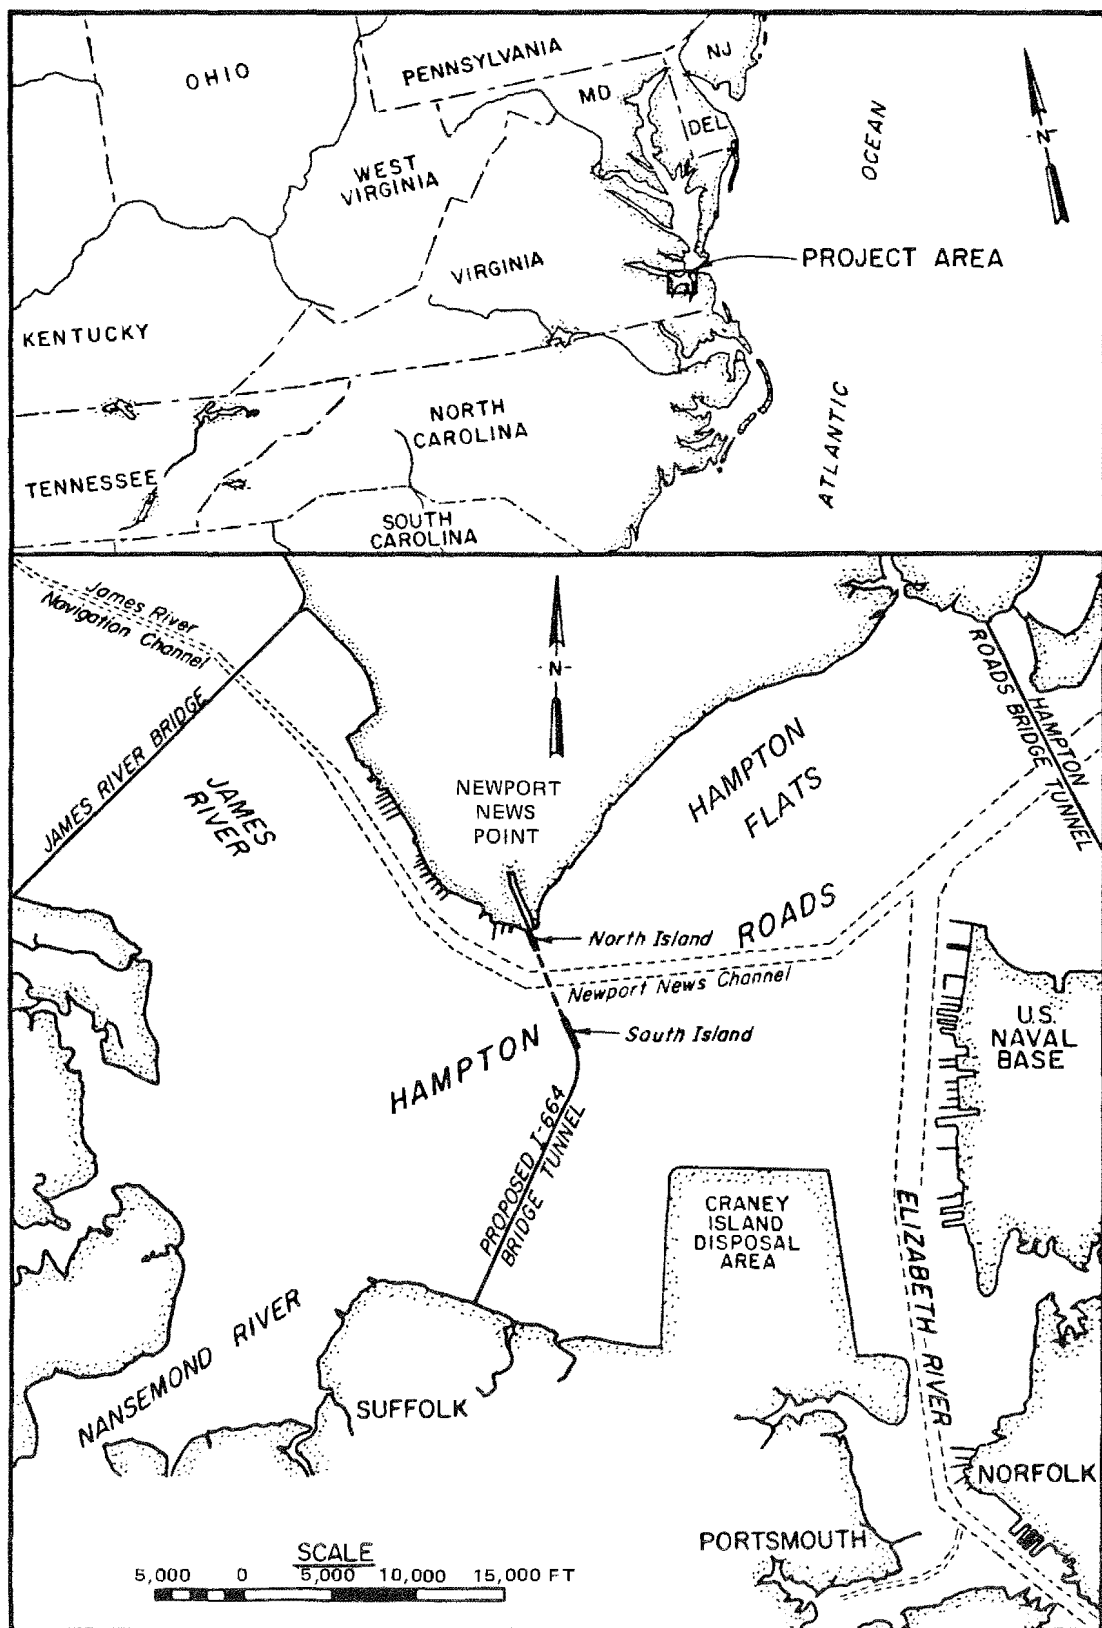 OHIO
PENNSYLVANIA
NJ
MD
DEL
OCEAN
N
WEST
VIRGINIA
VIRGINIA
PROJECT AREA
KENTUCKY
NORTH
CAROLINA
ATLANTIC
TENNESSEE
SOUTH
CAROLINA
James River
Navigation Channel
JAMES RIVER BRIDGE
JAMES
RIVER
N
NEWPORT
NEWS
POINT
HAMPTON
FLATS
HAMPTON
ROADS BRIDGE TUNNEL
ROADS
North Island
Newport News Channel
South Island
HAMPTON
U.S.
NAVAL
BASE
PROPOSED I-664
BRIDGE TUNNEL
CRANEY
ISLAND
DISPOSAL
AREA
ELIZABETH RIVER
NANSEMOND RIVER
SUFFOLK
NORFOLK
PORTSMOUTH
SCALE
5,000 0 5,000 10,000 15,000 FT